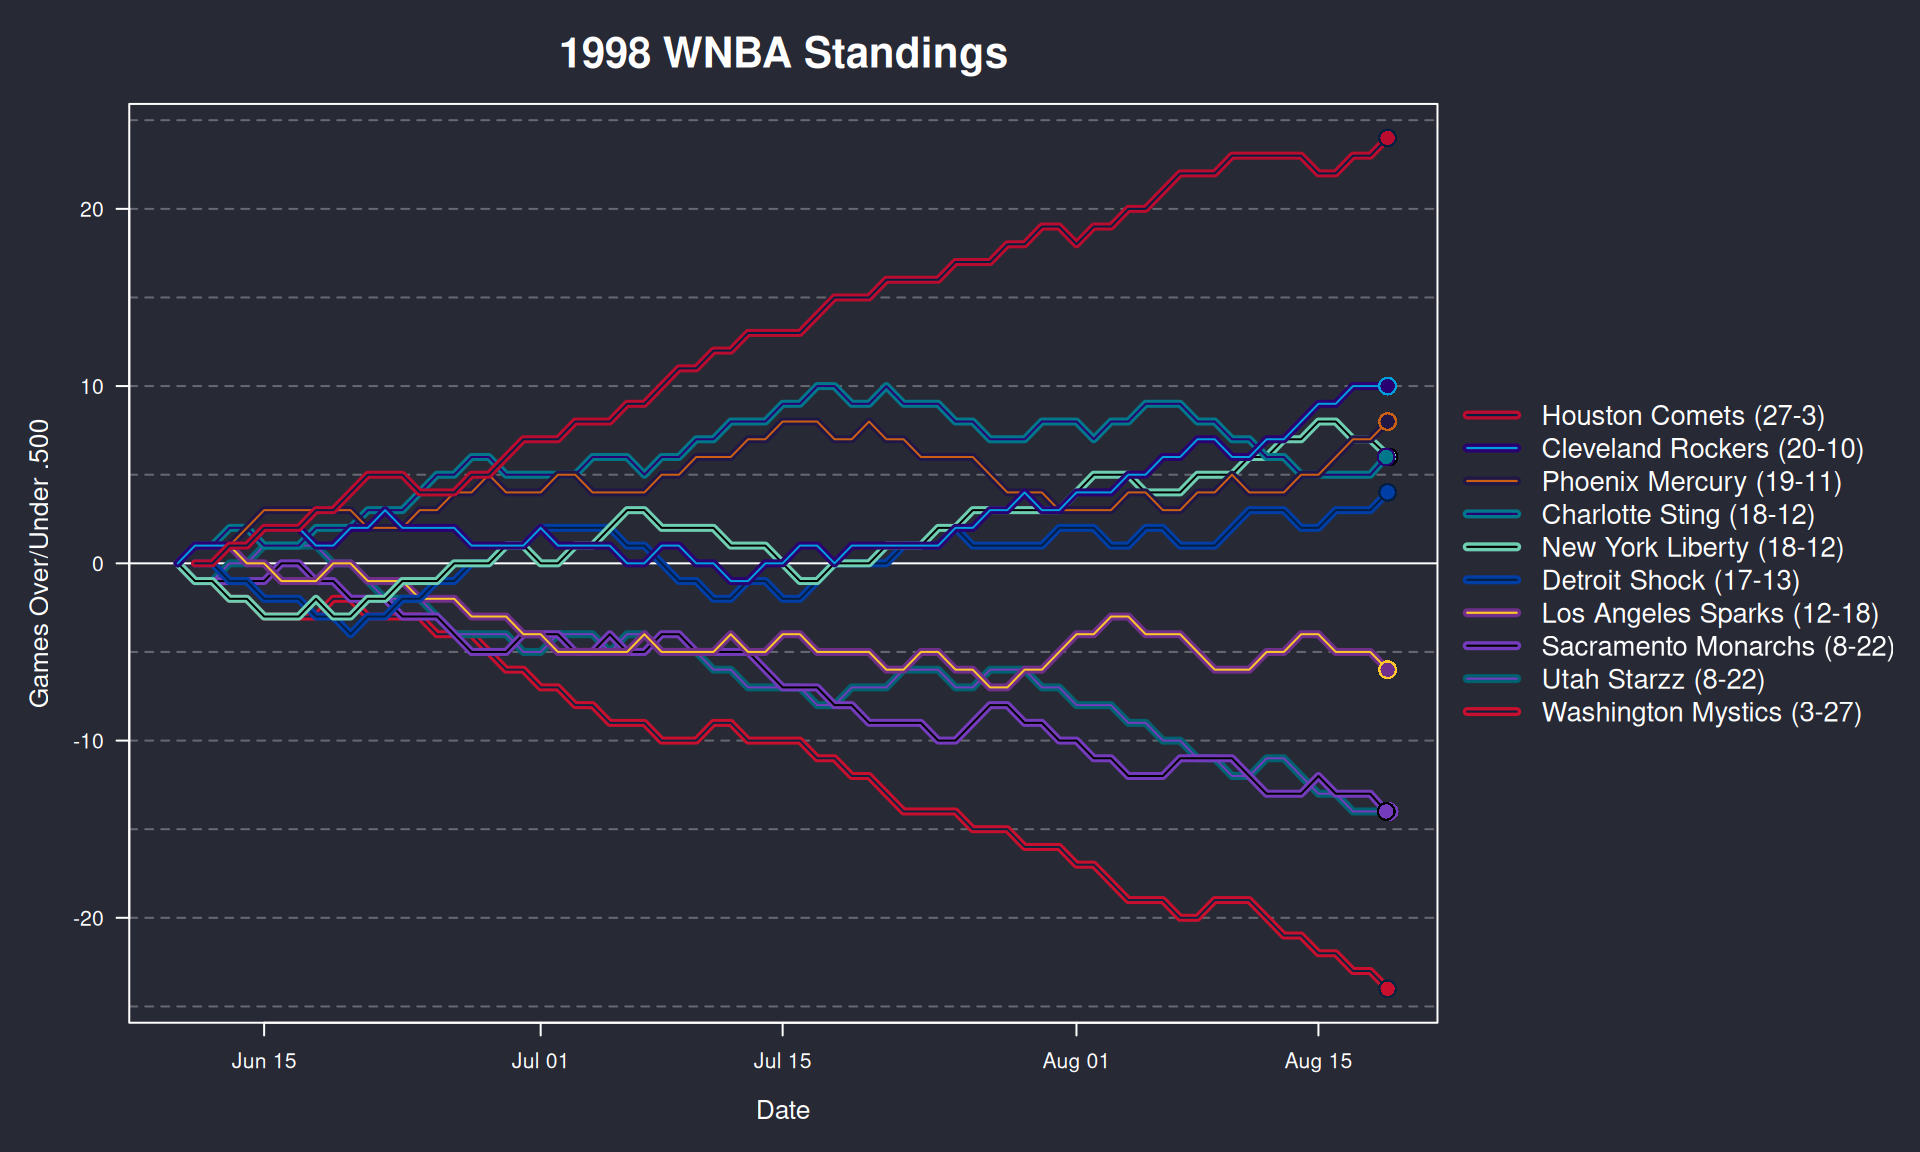 1998 WNBA Standings
Games Over/Under .500
20
10
0
-10
-20
Jun 15
Jul 01
Jul 15
Aug 01
Aug 15
Date
Houston Comets (27-3)
Cleveland Rockers (20-10)
Phoenix Mercury (19-11)
Charlotte Sting (18-12)
New York Liberty (18-12)
Detroit Shock (17-13)
Los Angeles Sparks (12-18)
Sacramento Monarchs (8-22)
Utah Starzz (8-22)
Washington Mystics (3-27)